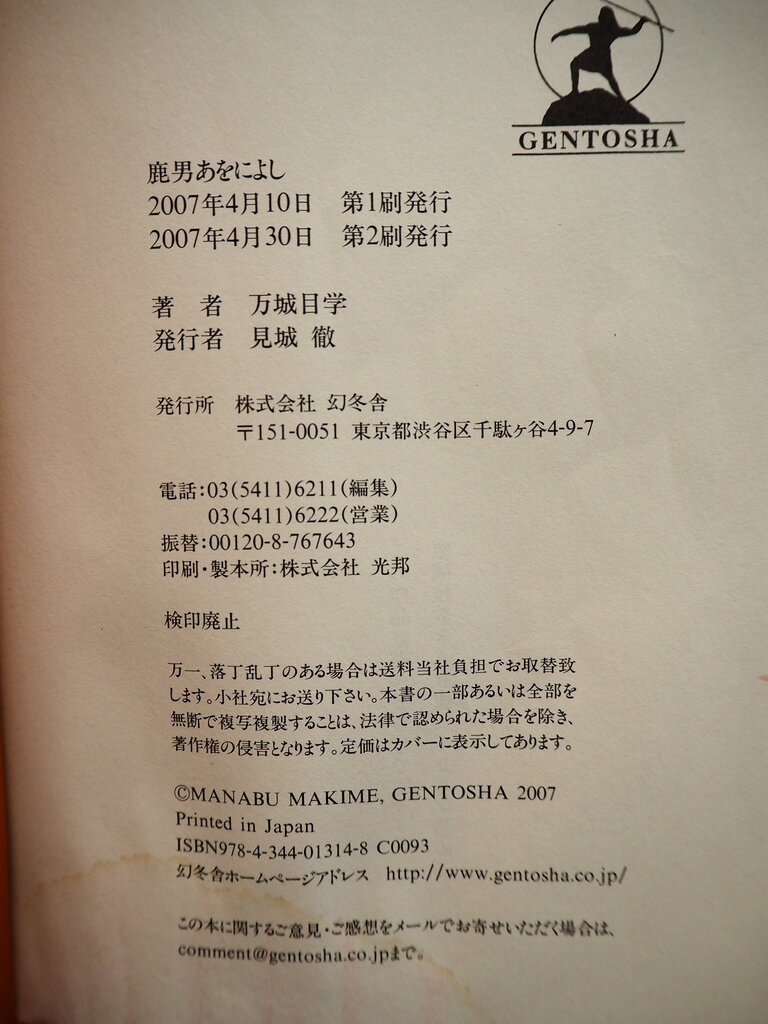 GENTOSHA
鹿男あをによし
2007年4月10日　第1刷発行
2007年4月30日　第2刷発行
著　者　万城目学
発行者　見城 徹
発行所　株式会社 幻冬舎
〒151-0051 東京都渋谷区千駄ヶ谷4-9-7
電話：03(5411)6211(編集)
03(5411)6222(営業)
振替：00120-8-767643
印刷・製本所：株式会社 光邦
検印廃止
万一、落丁乱丁のある場合は送料当社負担でお取替致
します。小社宛にお送り下さい。本書の一部あるいは全部を
無断で複写複製することは、法律で認められた場合を除き、
著作権の侵害となります。定価はカバーに表示してあります。
©MANABU MAKIME, GENTOSHA 2007
Printed in Japan
ISBN978-4-344-01314-8 C0093
幻冬舎ホームページアドレス　http://www.gentosha.co.jp/
この本に関するご意見・ご感想をメールでお寄せいただく場合は、
comment@gentosha.co.jpまで。